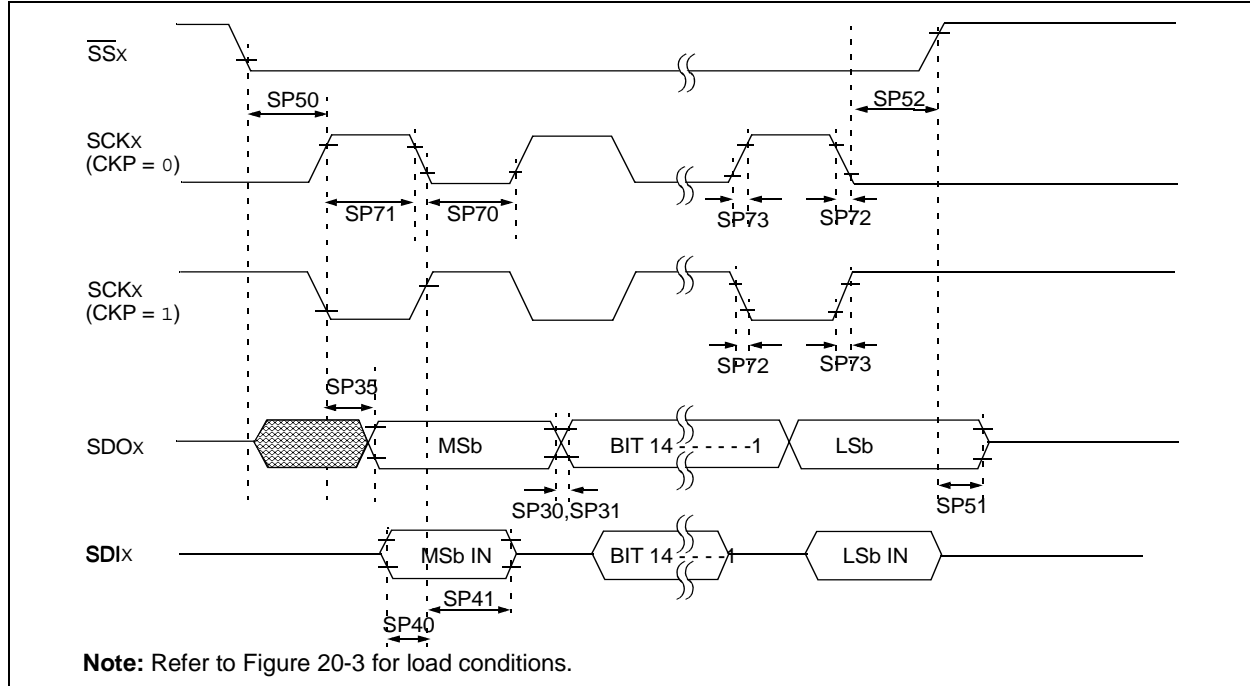 SSX
SP50
SP52
SCKX
(CKP = 0)
SP71
SP70
SP73
SP72
SCKX
(CKP = 1)
SP72
SP73
SP35
SDOX
MSb
BIT 14 - - - - - -1
LSb
SP30,SP31
SP51
SDIX
MSb IN
BIT 14 - - - -1
LSb IN
SP41
SP40
Note: Refer to Figure 20-3 for load conditions.